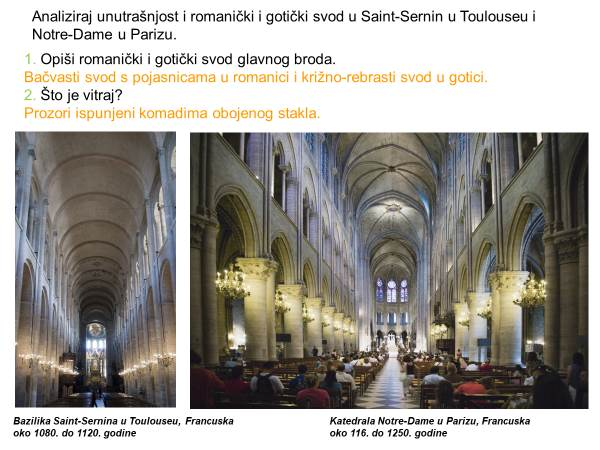 Analiziraj unutrašnjost i romanički i gotički svod u Saint-Sernin u Toulouseu i
Notre-Dame u Parizu.
1. Opiši romanički i gotički svod glavnog broda.
Bačvasti svod s pojasnicama u romanici i križno-rebrasti svod u gotici.
2. Što je vitraj?
Prozori ispunjeni komadima obojenog stakla.
Bazilika Saint-Sernina u Toulouseu, Francuska
oko 1080. do 1120. godine
Katedrala Notre-Dame u Parizu, Francuska
oko 116. do 1250. godine